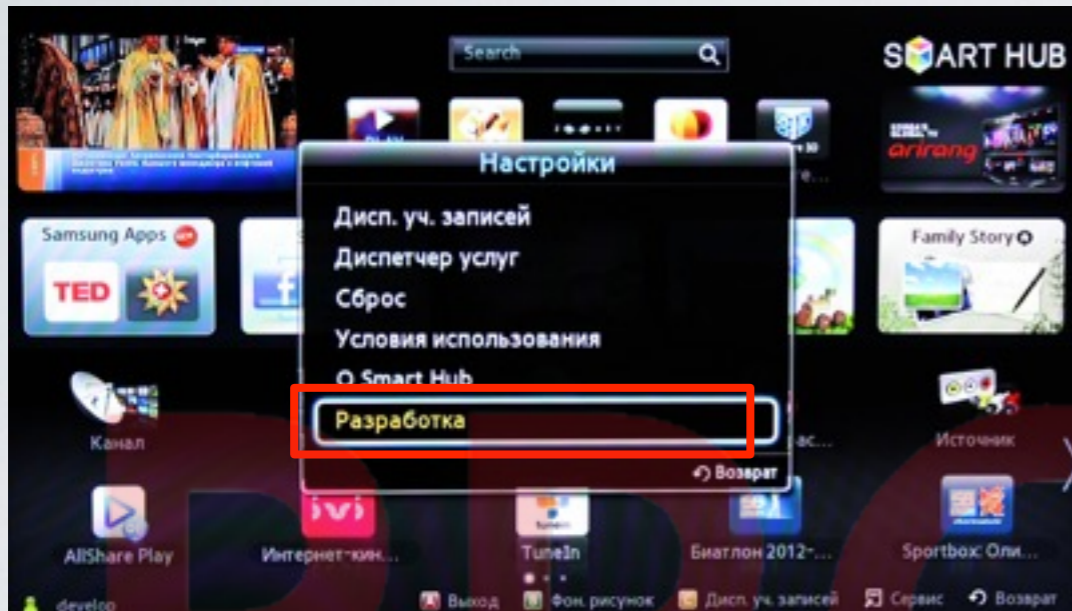 Search
SMART HUB
arirang
Настройки
Samsung Apps
TED
Дисп. уч. записей
Диспетчер услуг
Сброс
Условия использования
О Smart Hub
Разработка
Возврат
Family Story
Канал
Источник
ivi
AllShare Play
Интернет-кин...
TuneIn
Биатлон 2012-...
Sportbox: Оли...
develop
A Выход
B Фон. рисунок
Дисп. уч. записей
Сервис
Возврат